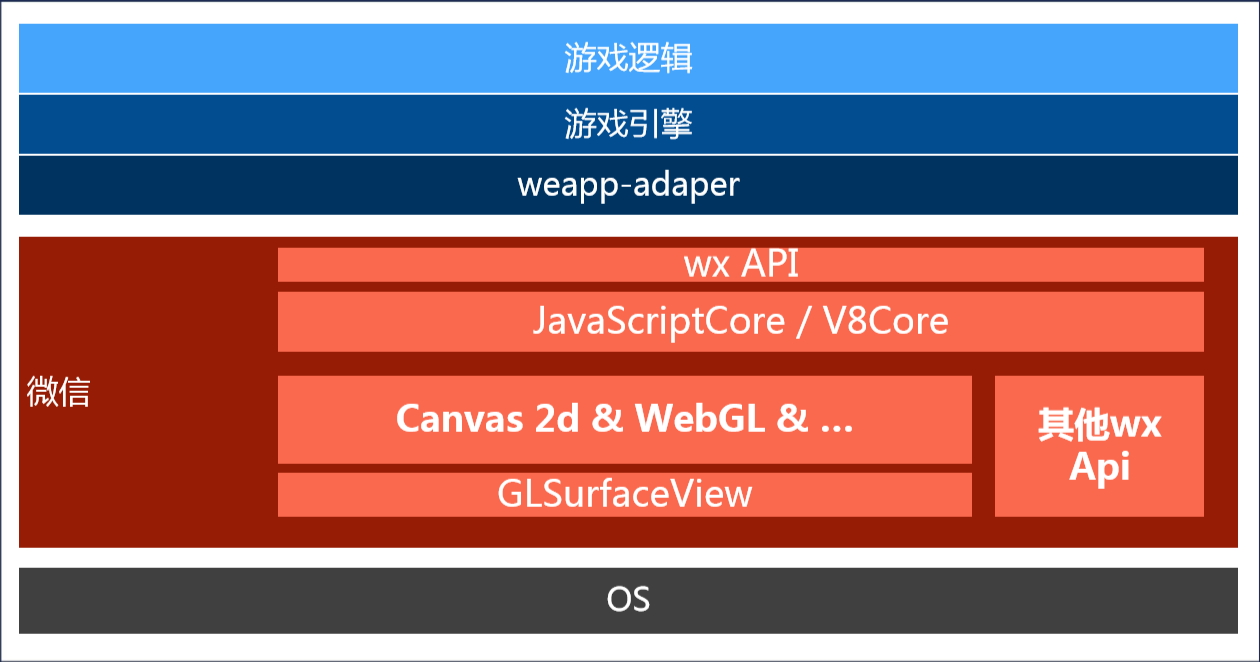 游戏逻辑
游戏引擎
weapp-adaper
wx API
JavaScriptCore / V8Core
微信
Canvas 2d & WebGL & ...
其他wx
Api
GLSurfaceView
OS